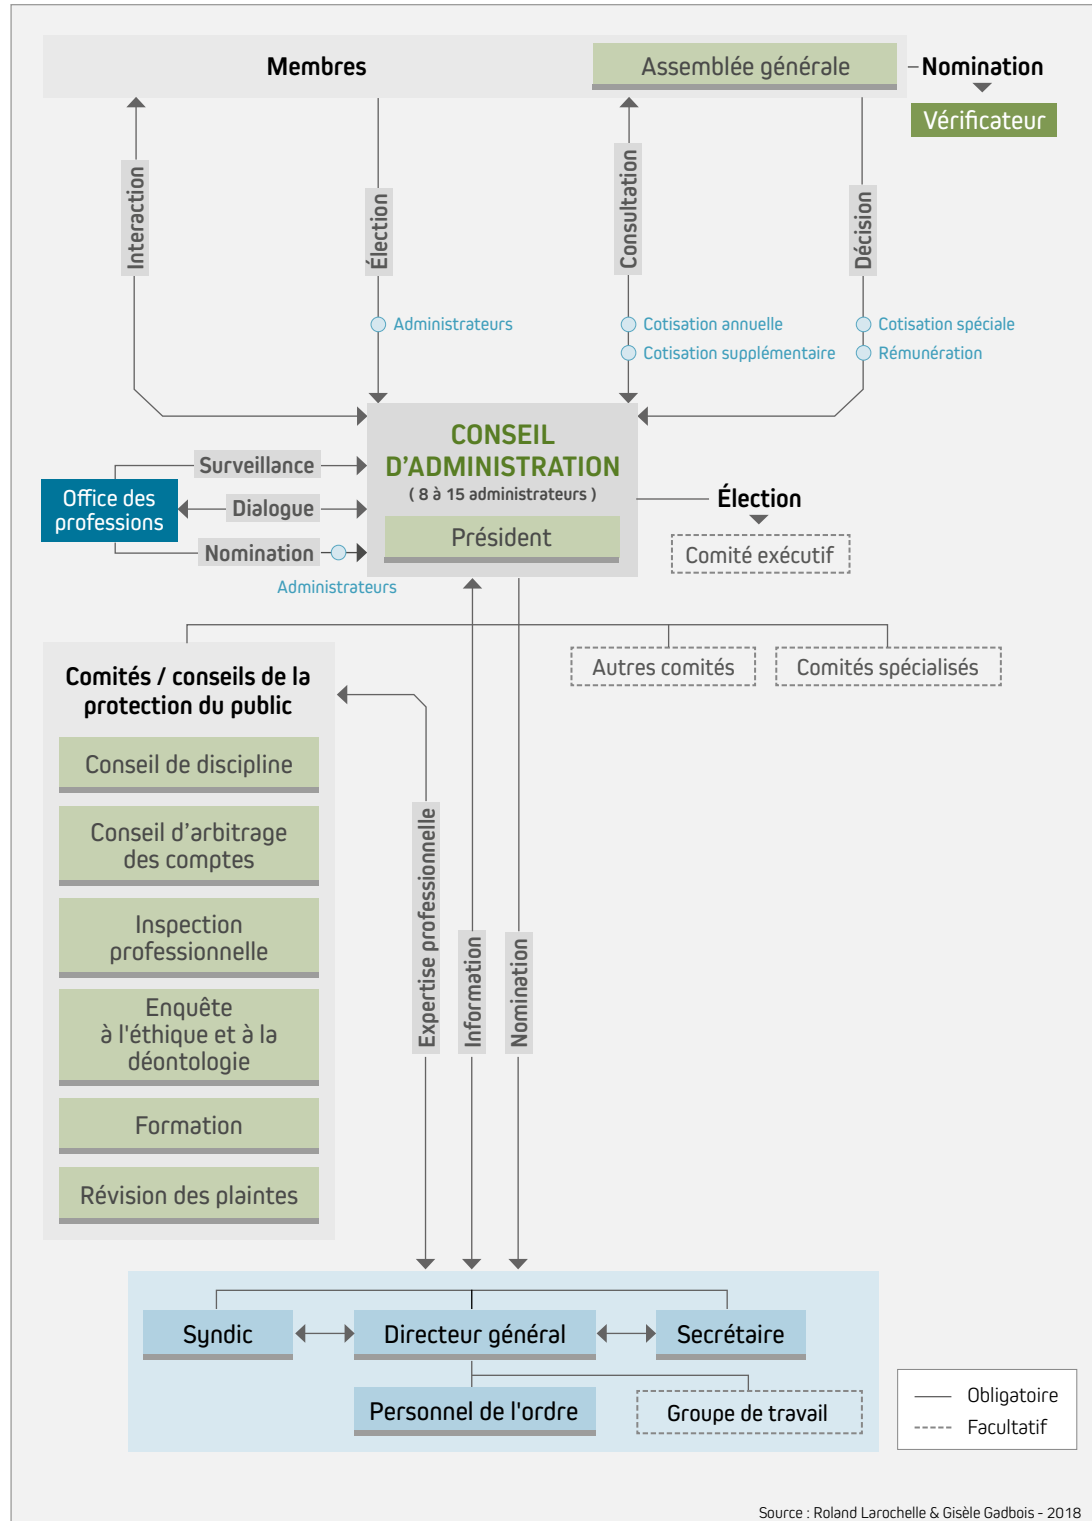 Membres
Assemblée générale
Nomination
Vérificateur
Interaction
Élection
Consultation
Décision
Administrateurs
Cotisation annuelle
Cotisation supplémentaire
Cotisation spéciale
Rémunération
CONSEIL
D'ADMINISTRATION
( 8 à 15 administrateurs )
Président
Surveillance
Office des
professions
Dialogue
Nomination
Administrateurs
Élection
Comité exécutif
Autres comités
Comités spécialisés
Comités / conseils de la
protection du public
Conseil de discipline
Conseil d'arbitrage
des comptes
Inspection
professionnelle
Enquête
à l'éthique et à la
déontologie
Formation
Révision des plaintes
Expertise professionnelle
Information
Nomination
Syndic
Directeur général
Secrétaire
Personnel de l'ordre
Groupe de travail
Obligatoire
Facultatif
Source : Roland Larochelle & Gisèle Gadbois - 2018